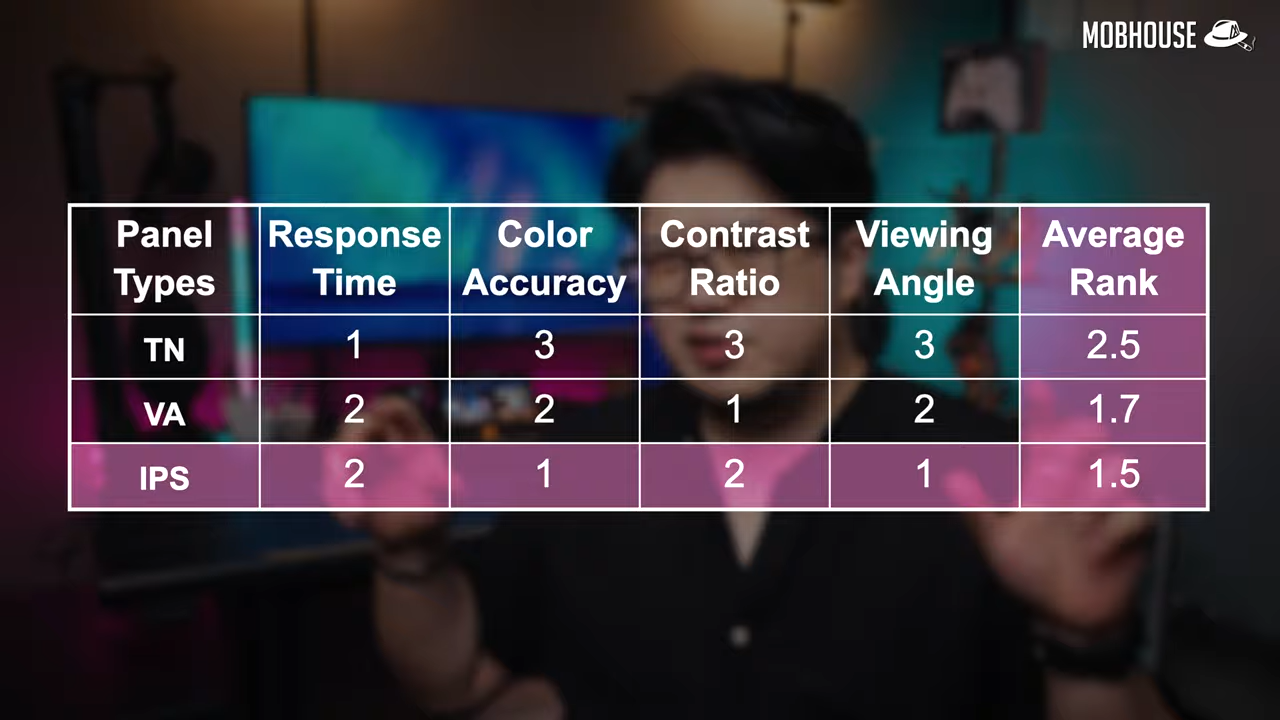 MOBHOUSE
Panel Types Response Time Color Accuracy Contrast Ratio Viewing Angle Average Rank
TN 1 3 3 3 2.5
VA 2 2 1 2 1.7
IPS 2 1 2 1 1.5